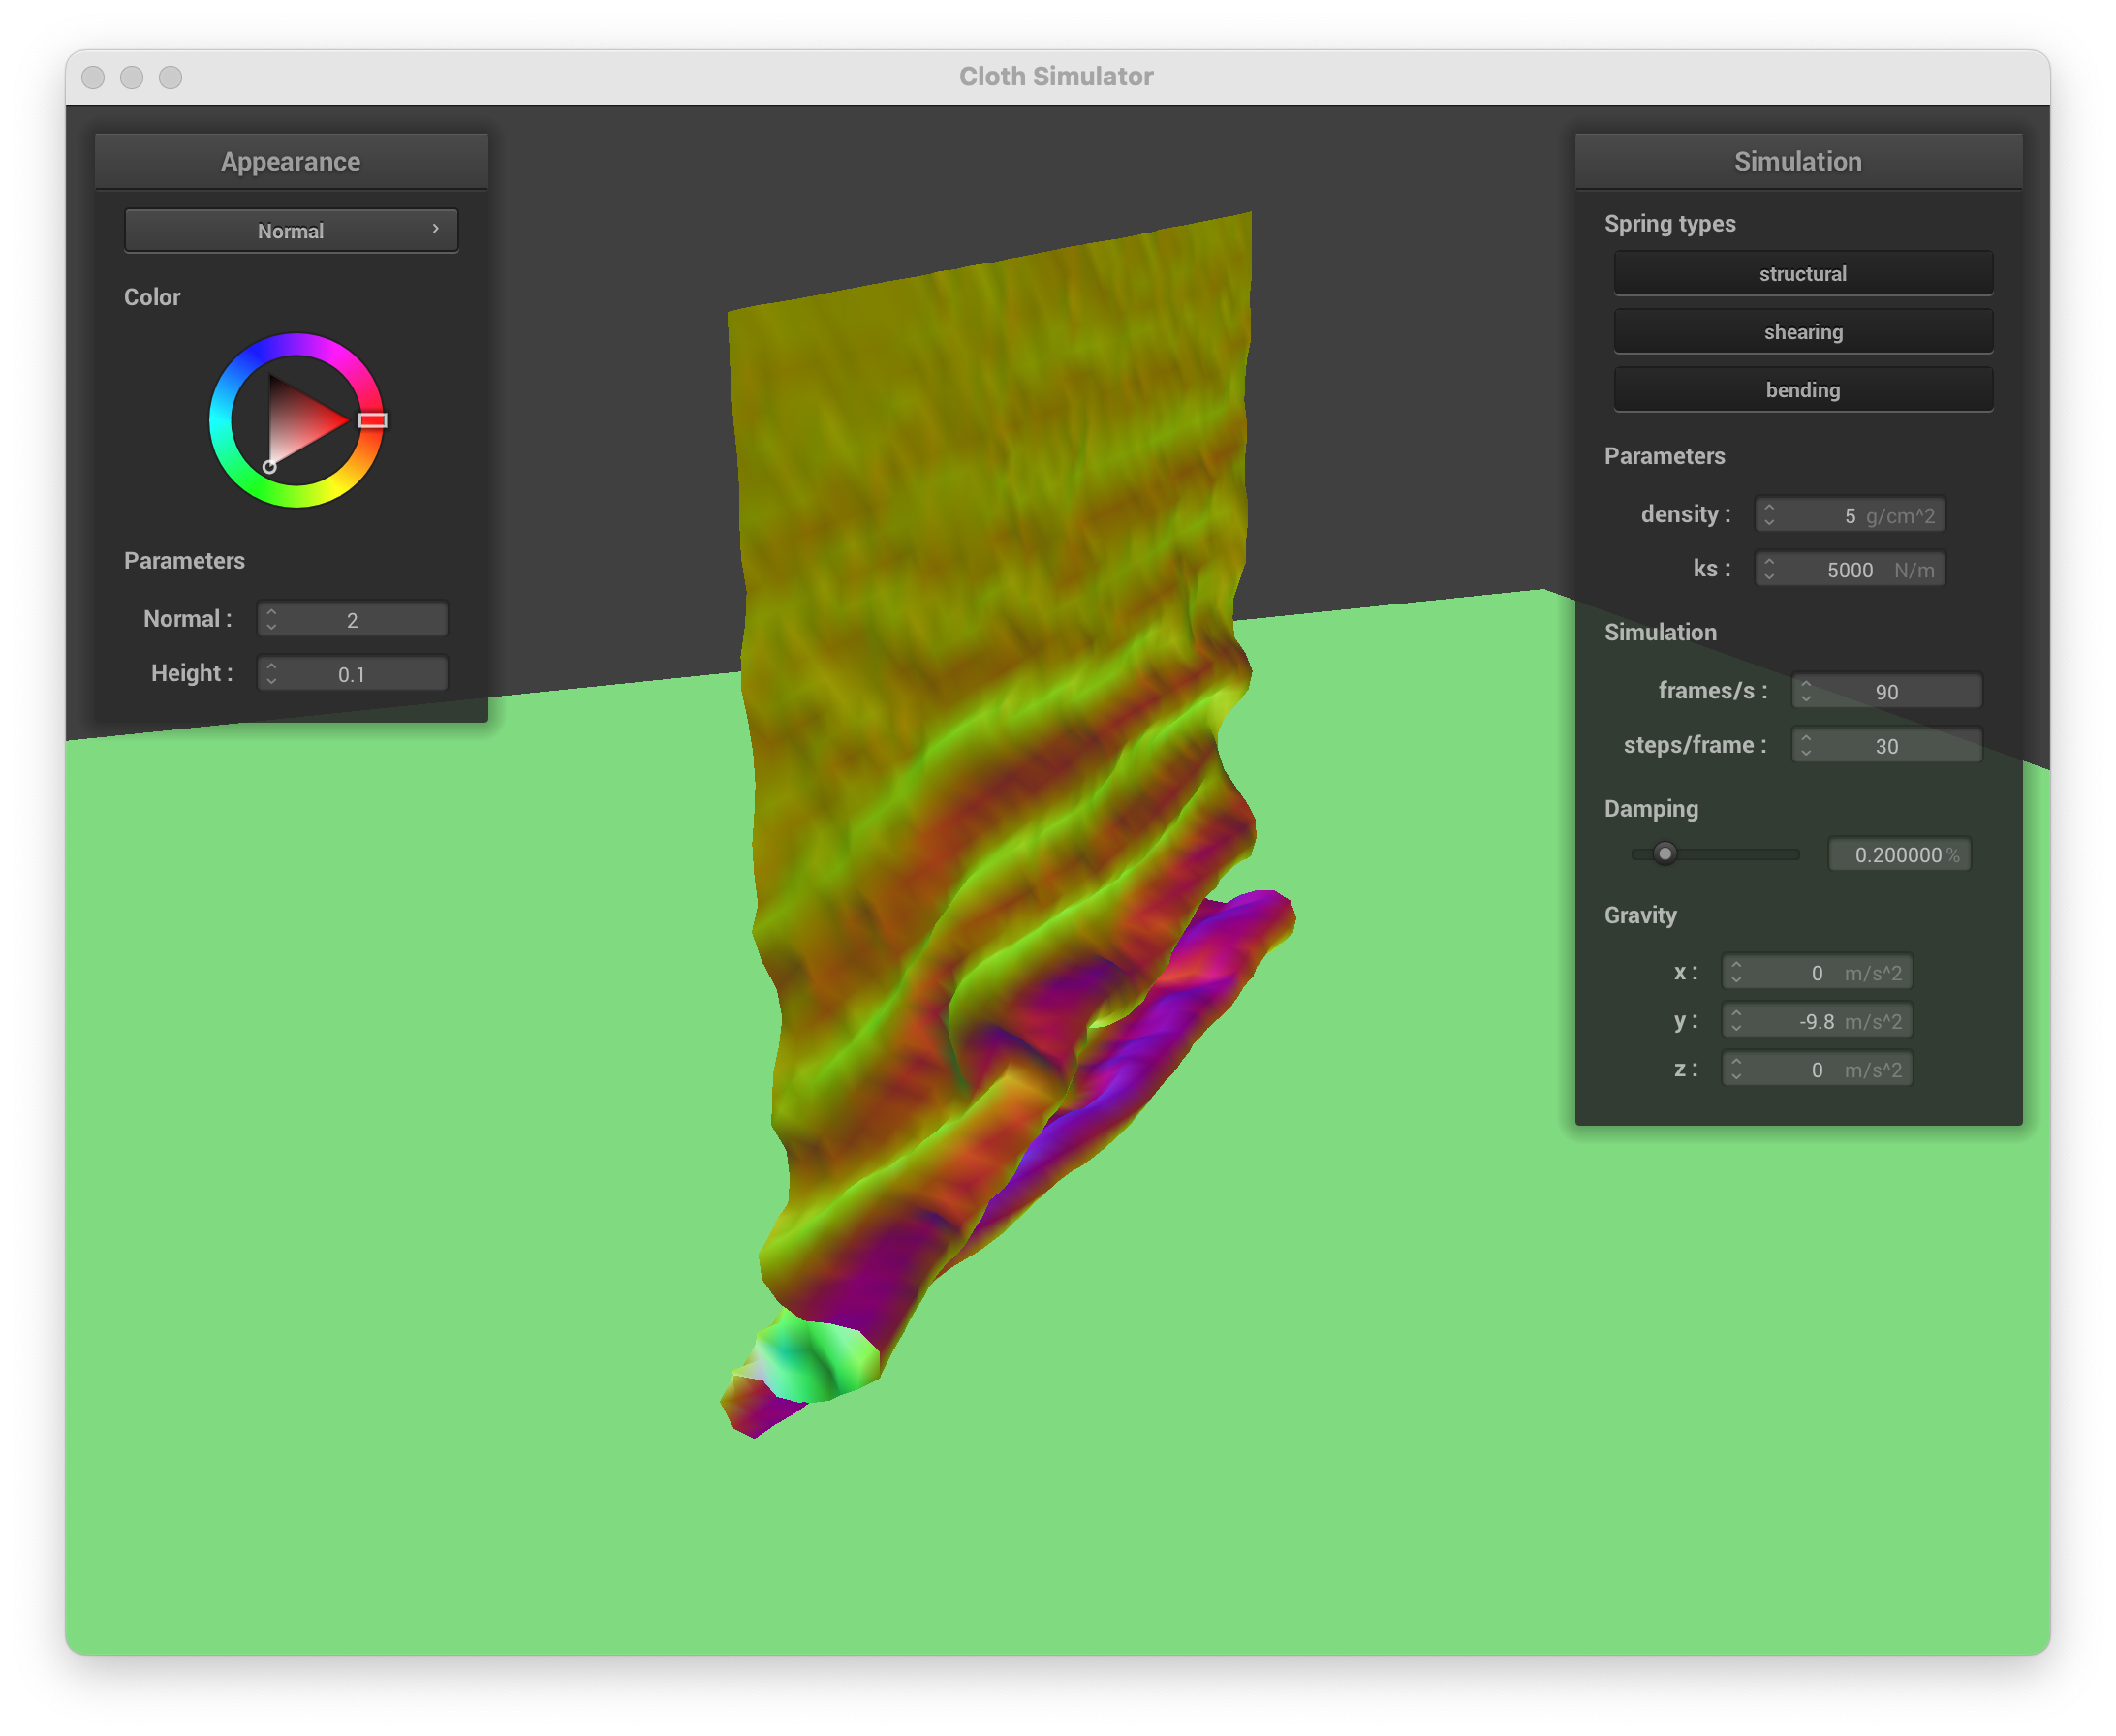 Cloth Simulator
Appearance
Normal
Color
Parameters
Normal : 2
Height : 0.1
Simulation
Spring types
structural
shearing
bending
Parameters
density : 5 g/cm^2
ks : 5000 N/m
Simulation
frames/s : 90
steps/frame : 30
Damping
0.200000 %
Gravity
x : 0 m/s^2
y : -9.8 m/s^2
z : 0 m/s^2